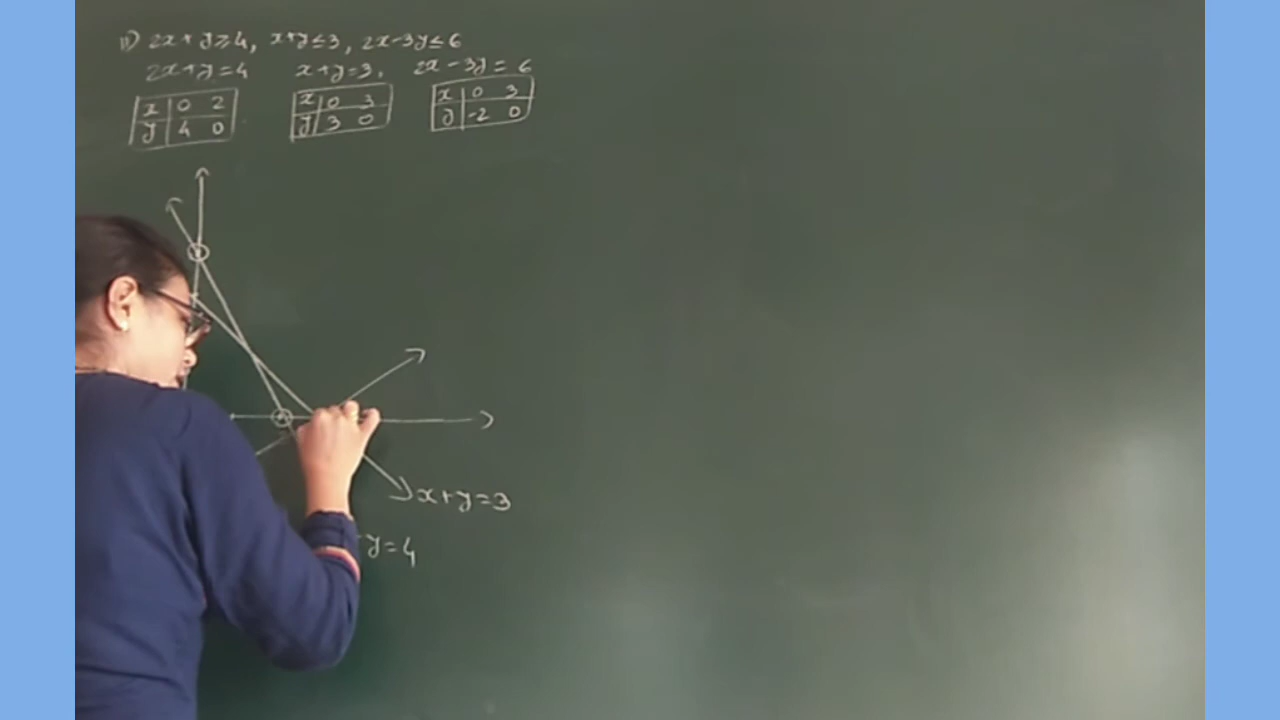 11) 2x + y ≥ 4, x+y ≤ 3, 2x-3y ≤ 6
2x+y=4 x+y=3, 2x-3y = 6
x 0 2 x 0 3 x 0 3
y 4 0 y 3 0 y -2 0
x+y=3
y=4